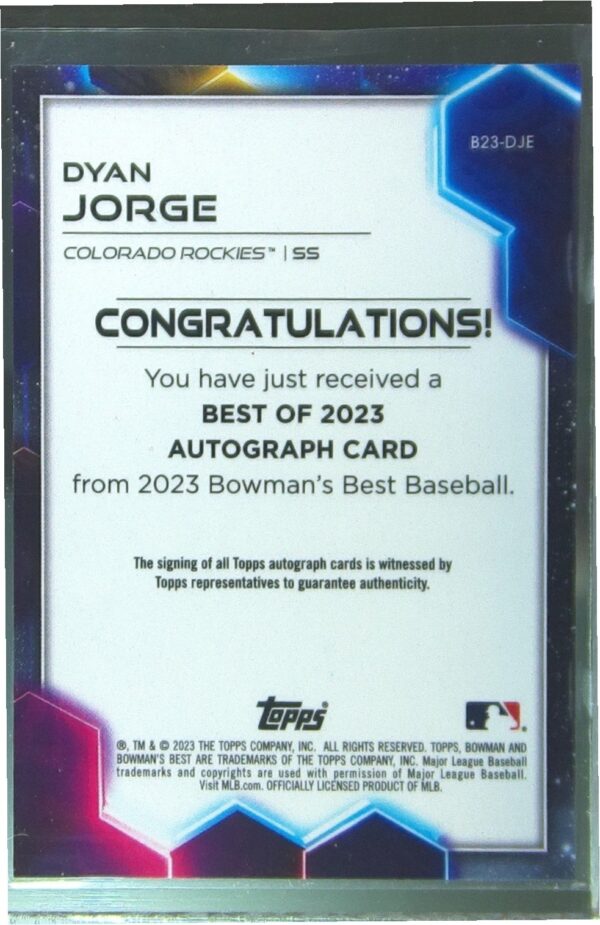 B23-DJE
DYAN
JORGE
COLORADO ROCKIES™ | SS
CONGRATULATIONS!
You have just received a
BEST OF 2023
AUTOGRAPH CARD
from 2023 Bowman's Best Baseball.
The signing of all Topps autograph cards is witnessed by
Topps representatives to guarantee authenticity.
topps®
®, TM & © 2023 THE TOPPS COMPANY, INC. ALL RIGHTS RESERVED. TOPPS, BOWMAN AND
BOWMAN'S BEST ARE TRADEMARKS OF THE TOPPS COMPANY, INC. Major League Baseball
trademarks and copyrights are used with permission of Major League Baseball.
Visit MLB.com. OFFICIALLY LICENSED PRODUCT OF MLB.